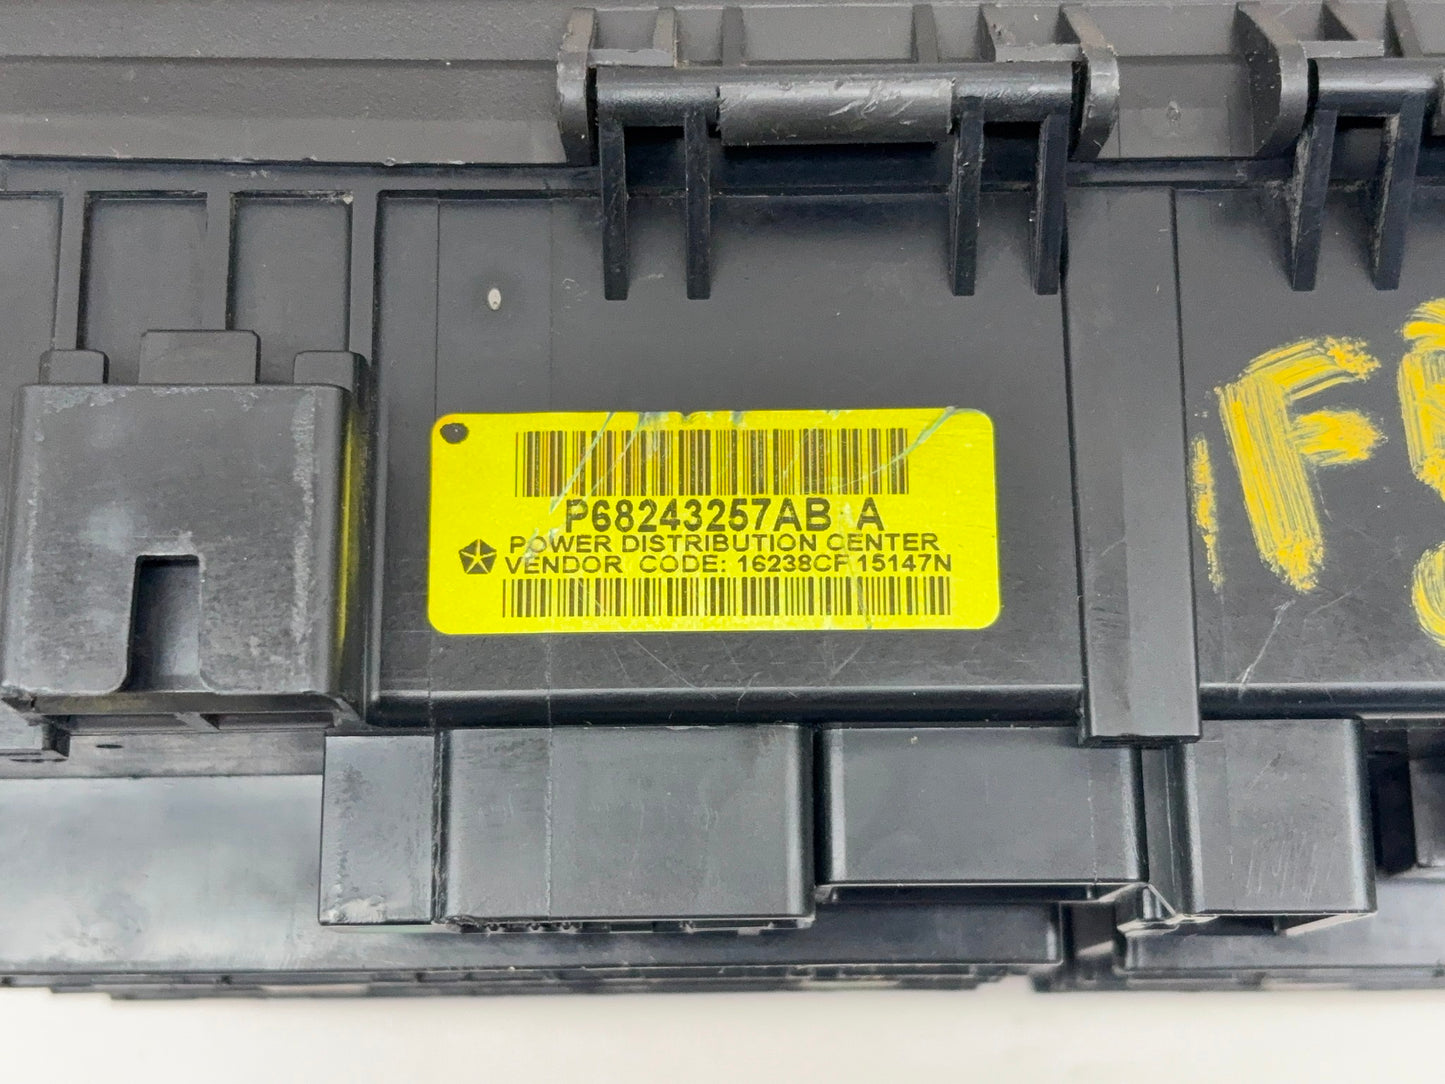 P68243257AB A
POWER DISTRIBUTION CENTER
VENDOR CODE: 16238CF 15147N
F